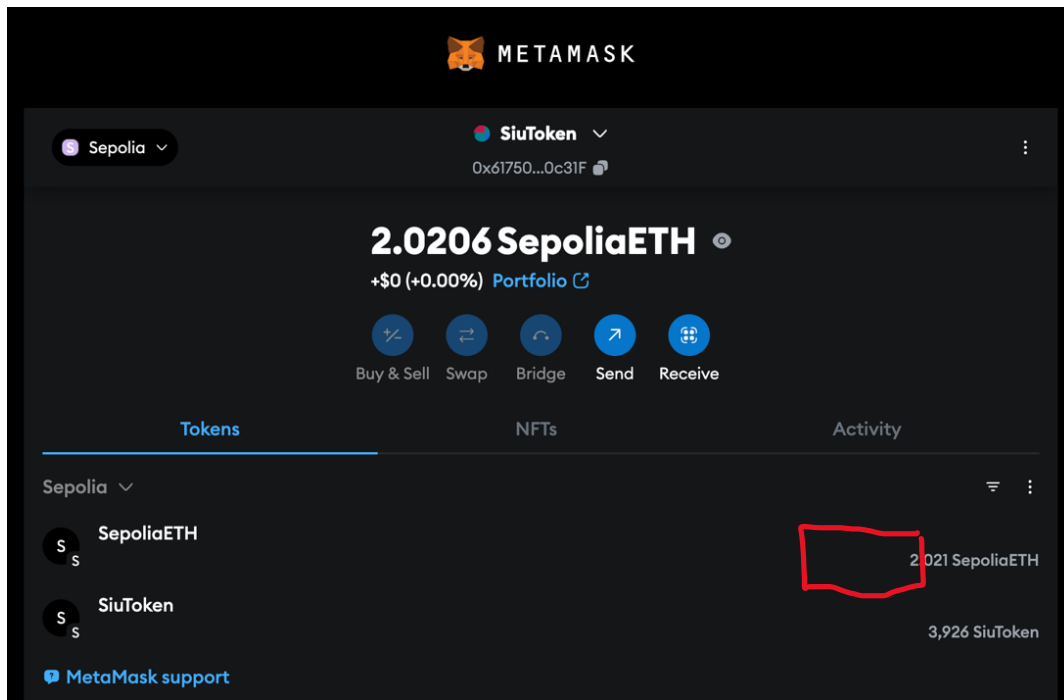 METAMASK
S Sepolia
SiuToken
0x61750...0c31F
2.0206 SepoliaETH
+$0 (+0.00%) Portfolio
Buy & Sell Swap Bridge Send Receive
Tokens NFTs Activity
Sepolia
SepoliaETH
S
S
2.021 SepoliaETH
SiuToken
S
S
3,926 SiuToken
MetaMask support